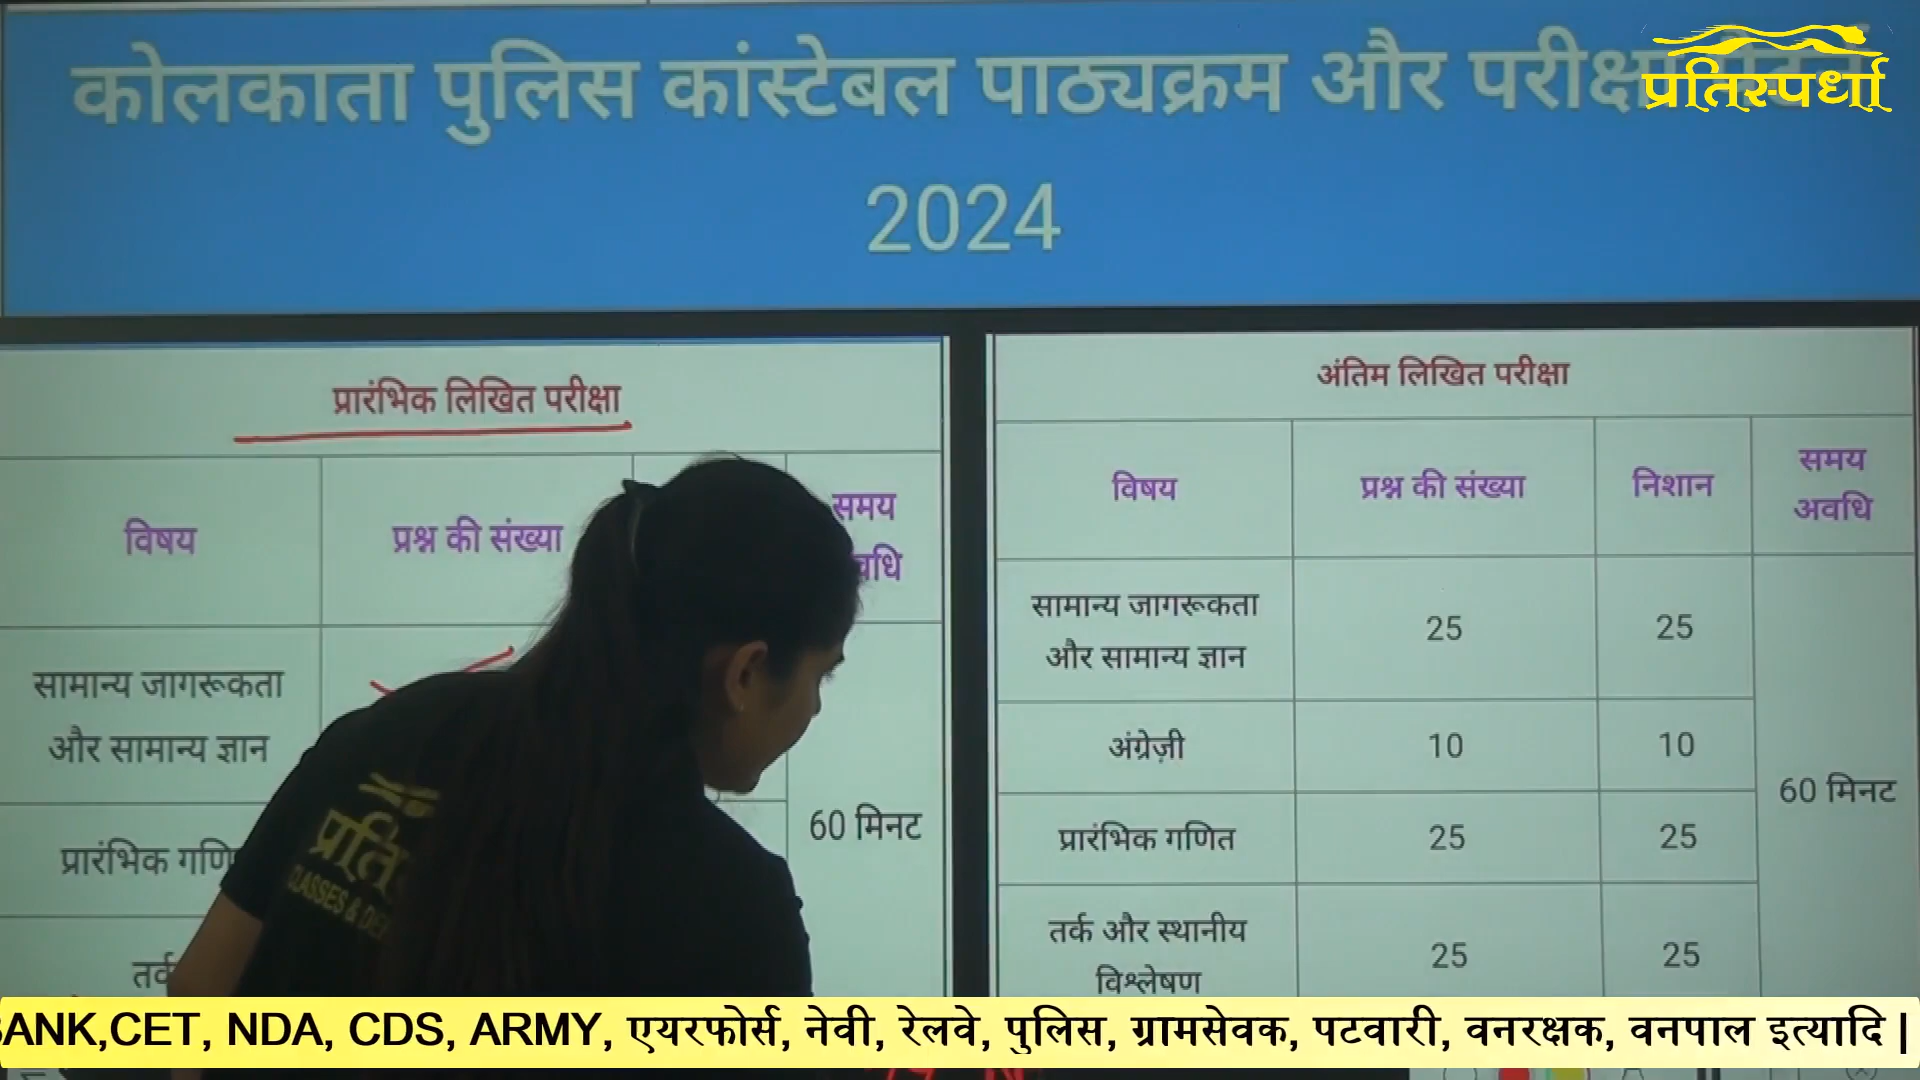 कोलकाता पुलिस कांस्टेबल पाठ्यक्रम और
2024
प्रतिस्पर्धा
प्रारंभिक लिखित परीक्षा
विषय
प्रश्न की संख्या
समय
सामान्य जागरूकता
और सामान्य ज्ञान
प्रारंभिक
60 मिनट
अंतिम लिखित परीक्षा
विषय
प्रश्न की संख्या
निशान
समय
अवधि
सामान्य जागरूकता
और सामान्य ज्ञान
25
25
अंग्रेज़ी
10
10
प्रारंभिक गणित
25
25
तर्क और स्थानीय
विश्लेषण
25
25
60 मिनट
BANK,CET, NDA, CDS, ARMY, एयरफोर्स, नेवी, रेलवे, पुलिस, ग्रामसेवक, पटवारी, वनरक्षक, वनपाल इत्यादि |